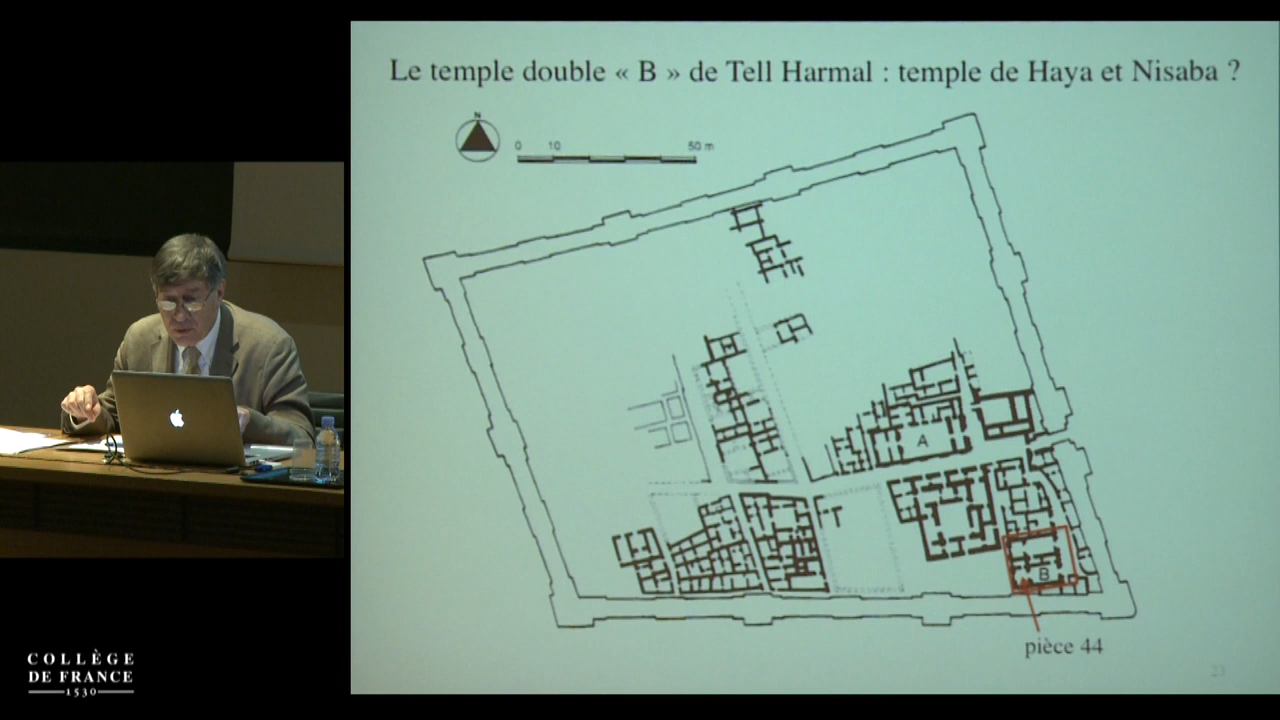 Le temple double « B » de Tell Harmal : temple de Haya et Nisaba ?
N
0 10 50 m
A
B
pièce 44
23
COLLÈGE
DE FRANCE
1530